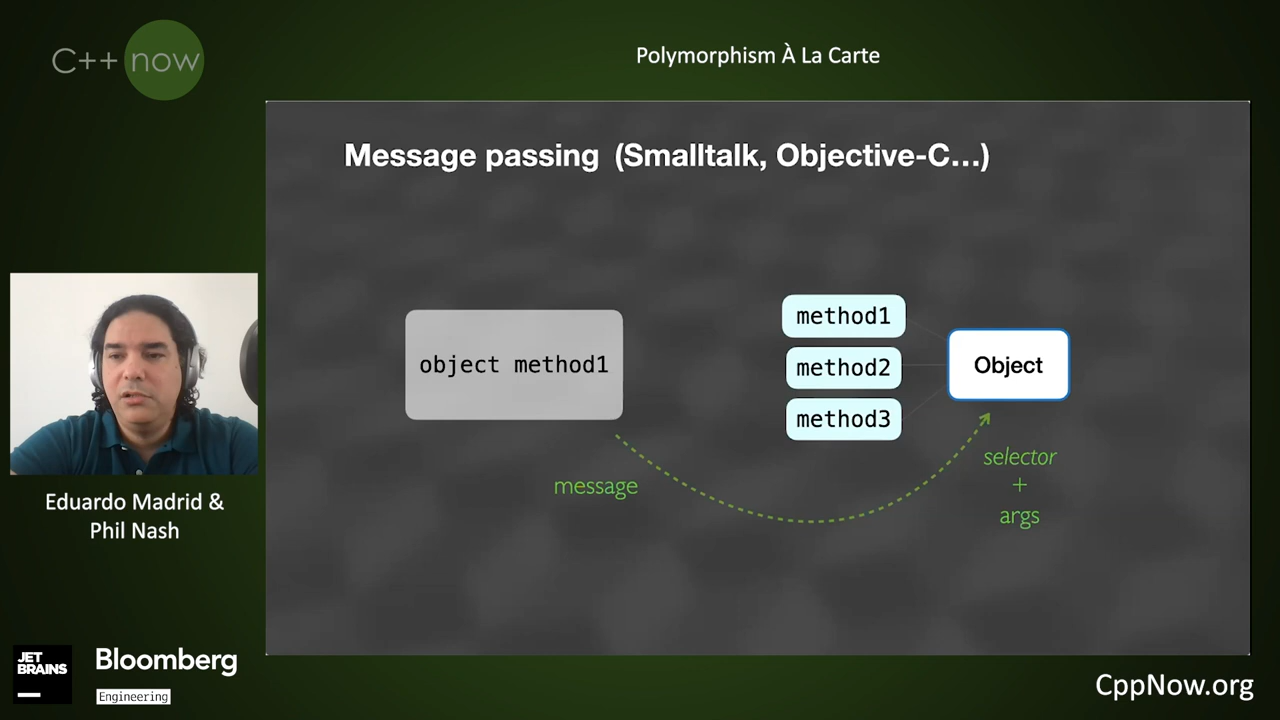 C++ now
Polymorphism À La Carte
Message passing (Smalltalk, Objective-C...)
object method1
method1
method2
method3
Object
message
selector
+
args
Eduardo Madrid &
Phil Nash
JET
BRAINS
Bloomberg
Engineering
CppNow.org